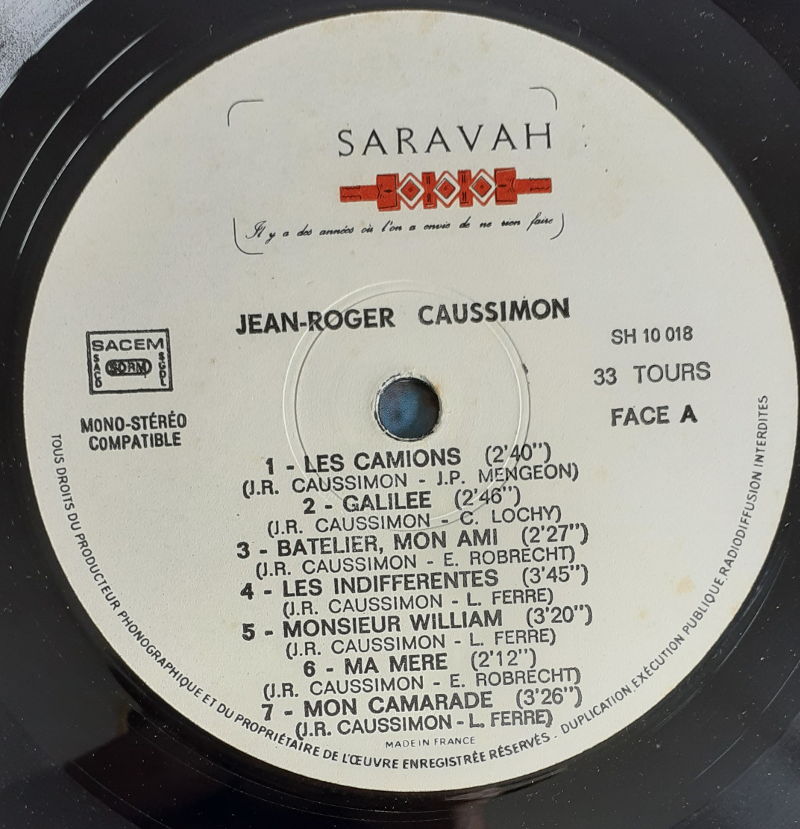 SARAVAH
Il y a des années où l'on a envie de ne rien faire
JEAN-ROGER CAUSSIMON
SACEM
SACD
SDRM
SGDL
MONO-STÉRÉO
COMPATIBLE
SH 10 018
33 TOURS
FACE A
1 - LES CAMIONS (2'40'')
(J.R. CAUSSIMON - J.P. MENGEON)
2 - GALILEE (2'46'')
(J.R. CAUSSIMON - C. LOCHY)
3 - BATELIER, MON AMI (2'27'')
(J.R. CAUSSIMON - E. ROBRECHT)
4 - LES INDIFFERENTES (3'45'')
(J.R. CAUSSIMON - L. FERRE)
5 - MONSIEUR WILLIAM (3'20'')
(J.R. CAUSSIMON - L. FERRE)
6 - MA MERE (2'12'')
(J.R. CAUSSIMON - E. ROBRECHT)
7 - MON CAMARADE (3'26'')
(J.R. CAUSSIMON - L. FERRE)
MADE IN FRANCE
TOUS DROITS DU PRODUCTEUR PHONOGRAPHIQUE ET DU PROPRIÉTAIRE DE L'ŒUVRE ENREGISTRÉE RÉSERVÉS - DUPLICATION EXÉCUTION PUBLIQUE RADIODIFFUSION INTERDITES